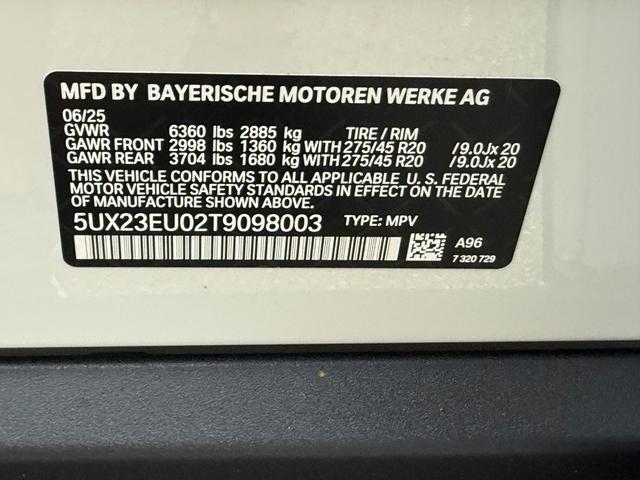 MFD BY BAYERISCHE MOTOREN WERKE AG
06/25
GVWR 6360 lbs 2885 kg TIRE / RIM
GAWR FRONT 2998 lbs 1360 kg WITH 275/45 R20 /9.0Jx 20
GAWR REAR 3704 lbs 1680 kg WITH 275/45 R20 /9.0Jx 20
THIS VEHICLE CONFORMS TO ALL APPLICABLE U. S. FEDERAL
MOTOR VEHICLE SAFETY STANDARDS IN EFFECT ON THE DATE
OF MANUFACTURE SHOWN ABOVE.
5UX23EU02T9098003 TYPE: MPV
A96
7 320 729